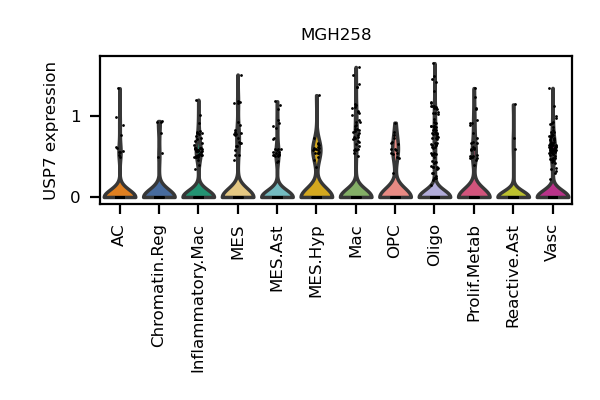 MGH258
USP7 expression
1
0
AC
Chromatin.Reg
Inflammatory.Mac
MES
MES.Ast
MES.Hyp
Mac
OPC
Oligo
Prolif.Metab
Reactive.Ast
Vasc